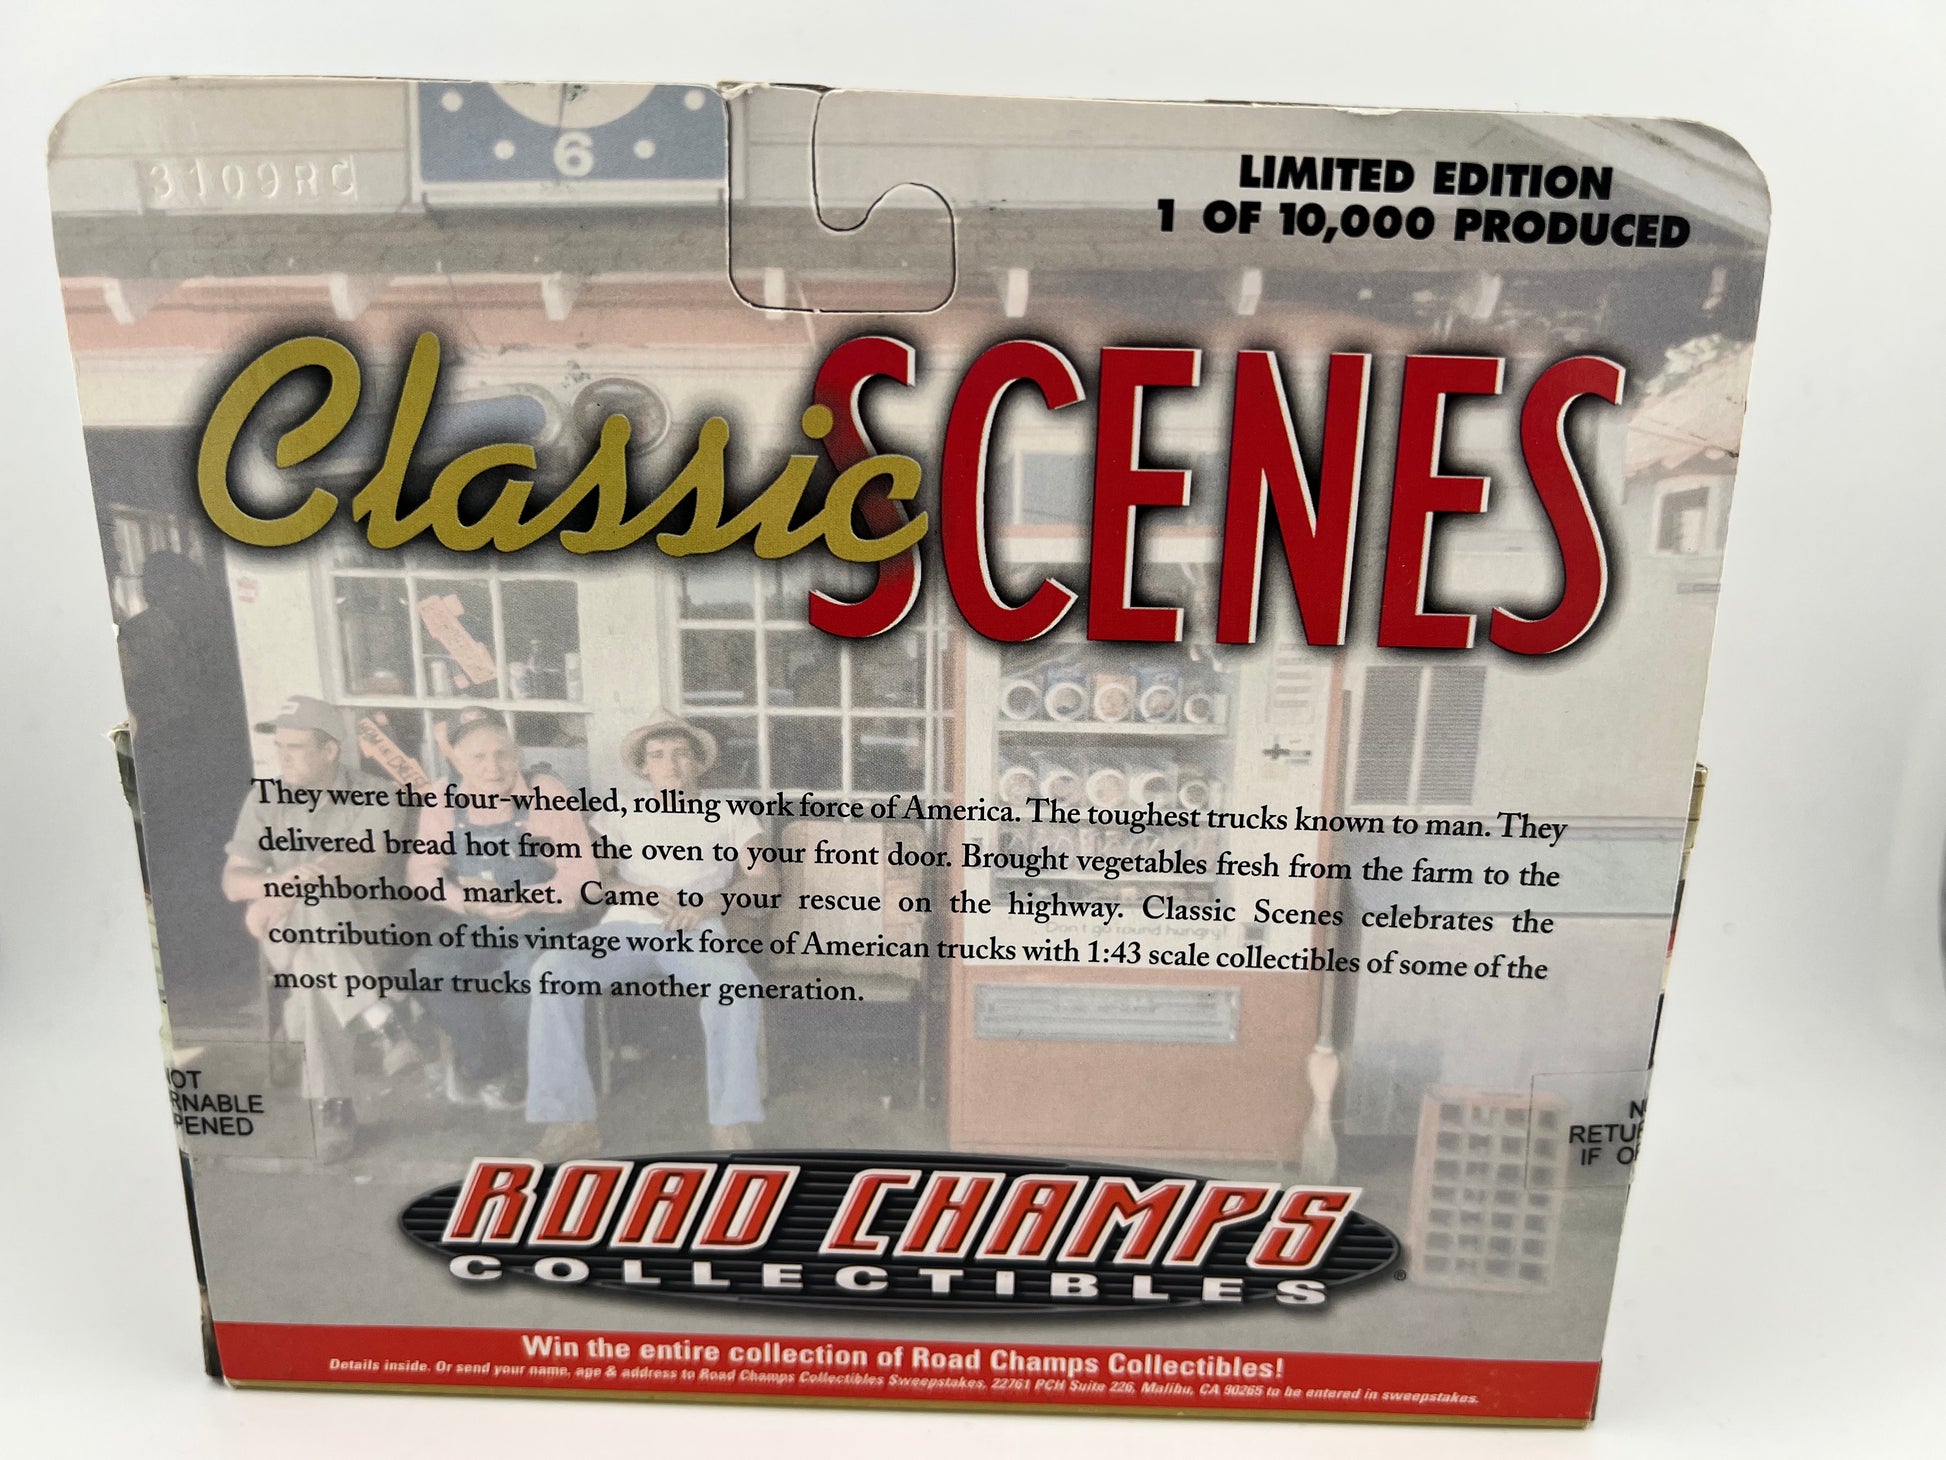 3109RC
6
LIMITED EDITION
1 OF 10,000 PRODUCED
Classic SCENES
They were the four-wheeled, rolling work force of America. The toughest trucks known to man. They
delivered bread hot from the oven to your front door. Brought vegetables fresh from the farm to the
neighborhood market. Came to your rescue on the highway. Classic Scenes celebrates the
contribution of this vintage work force of American trucks with 1:43 scale collectibles of some of the
most popular trucks from another generation.
Don't go round hungry!
OT
RNABLE
PENED
N
RETU
IF O
ROAD CHAMPS
COLLECTIBLES®
Win the entire collection of Road Champs Collectibles!
Details inside. Or send your name, age & address to Road Champs Collectibles Sweepstakes, 22761 PCH Suite 226, Malibu, CA 90265 to be entered in sweepstakes.